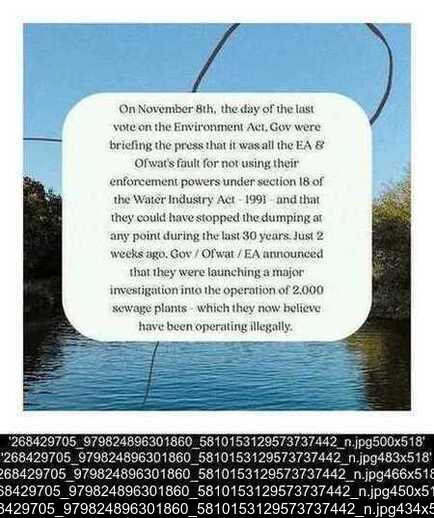 On November 8th, the day of the last
vote on the Environment Act, Gov were
briefing the press that it was all the EA &
Ofwat's fault for not using their
enforcement powers under section 18 of
the Water Industry Act - 1991 - and that
they could have stopped the dumping at
any point during the last 30 years. Just 2
weeks ago, Gov / Ofwat / EA announced
that they were launching a major
investigation into the operation of 2,000
sewage plants - which they now believe
have been operating illegally.
'268429705_979824896301860_5810153129573737442_n.jpg500x518'
'268429705_979824896301860_5810153129573737442_n.jpg483x518'
268429705_979824896301860_5810153129573737442_n.jpg466x518
68429705_979824896301860_5810153129573737442_n.jpg450x51
8429705_979824896301860_5810153129573737442_n.jpg434x5